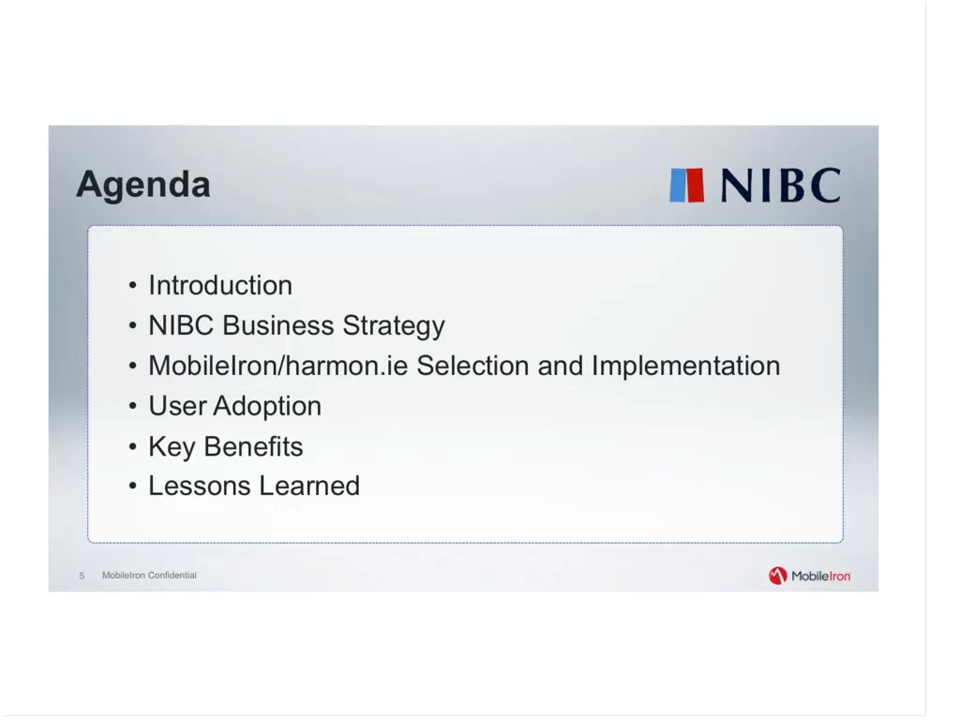 Agenda
NIBC
• Introduction
• NIBC Business Strategy
• MobileIron/harmon.ie Selection and Implementation
• User Adoption
• Key Benefits
• Lessons Learned
5 MobileIron Confidential
MobileIron